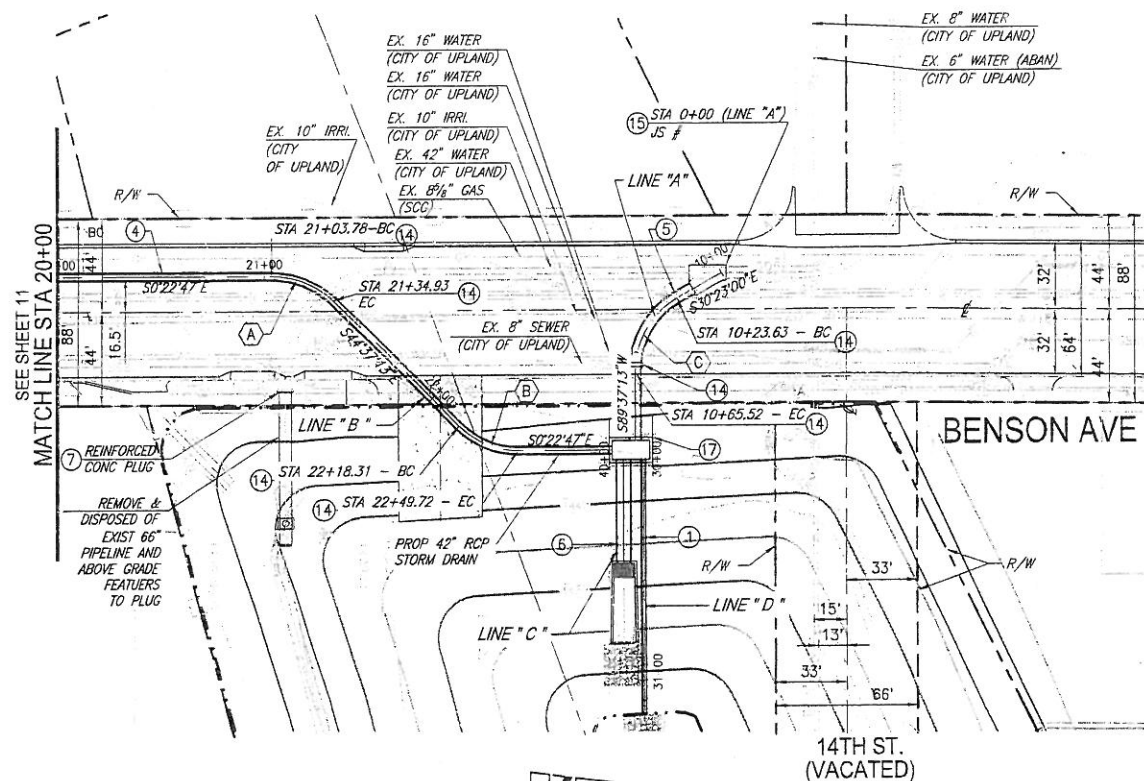 EX. 8" WATER
(CITY OF UPLAND)
EX. 6" WATER (ABAN)
(CITY OF UPLAND)
EX. 16" WATER
(CITY OF UPLAND)
EX. 16" WATER
(CITY OF UPLAND)
EX. 10" IRRI.
(CITY OF UPLAND)
EX. 42" WATER
(CITY OF UPLAND)
EX. 8⅝" GAS
(SCG)
EX. 10" IRRI.
(CITY
OF UPLAND)
15 STA 0+00 (LINE "A")
JS #
LINE "A"
R/W
R/W
BC
STA 21+03.78-BC 14
4
5
44'
21+00
10+00
S0°22'47"E
STA 21+34.93
EC
14
S30°23'00"E
STA 10+23.63 - BC
14
A
S44°37'13"E
EX. 8" SEWER
(CITY OF UPLAND)
C
℄
32'
44'
88'
32'
64'
44'
88'
44'
16.5'
SEE SHEET 11
MATCH LINE STA 20+00
B
S89°37'13"W
14
STA 10+65.52 - EC
14
LINE "B"
S0°22'47"E
BENSON AVE
7 REINFORCED
CONC PLUG
14 STA 22+18.31 - BC
14 STA 22+49.72 - EC
40+00
30+00
17
REMOVE &
DISPOSED OF
EXIST 66"
PIPELINE AND
ABOVE GRADE
FEATUERS
TO PLUG
PROP 42" RCP
STORM DRAIN
6
1
R/W
R/W
33'
LINE "D"
LINE "C"
15'
13'
33'
66'
31+00
14TH ST.
(VACATED)